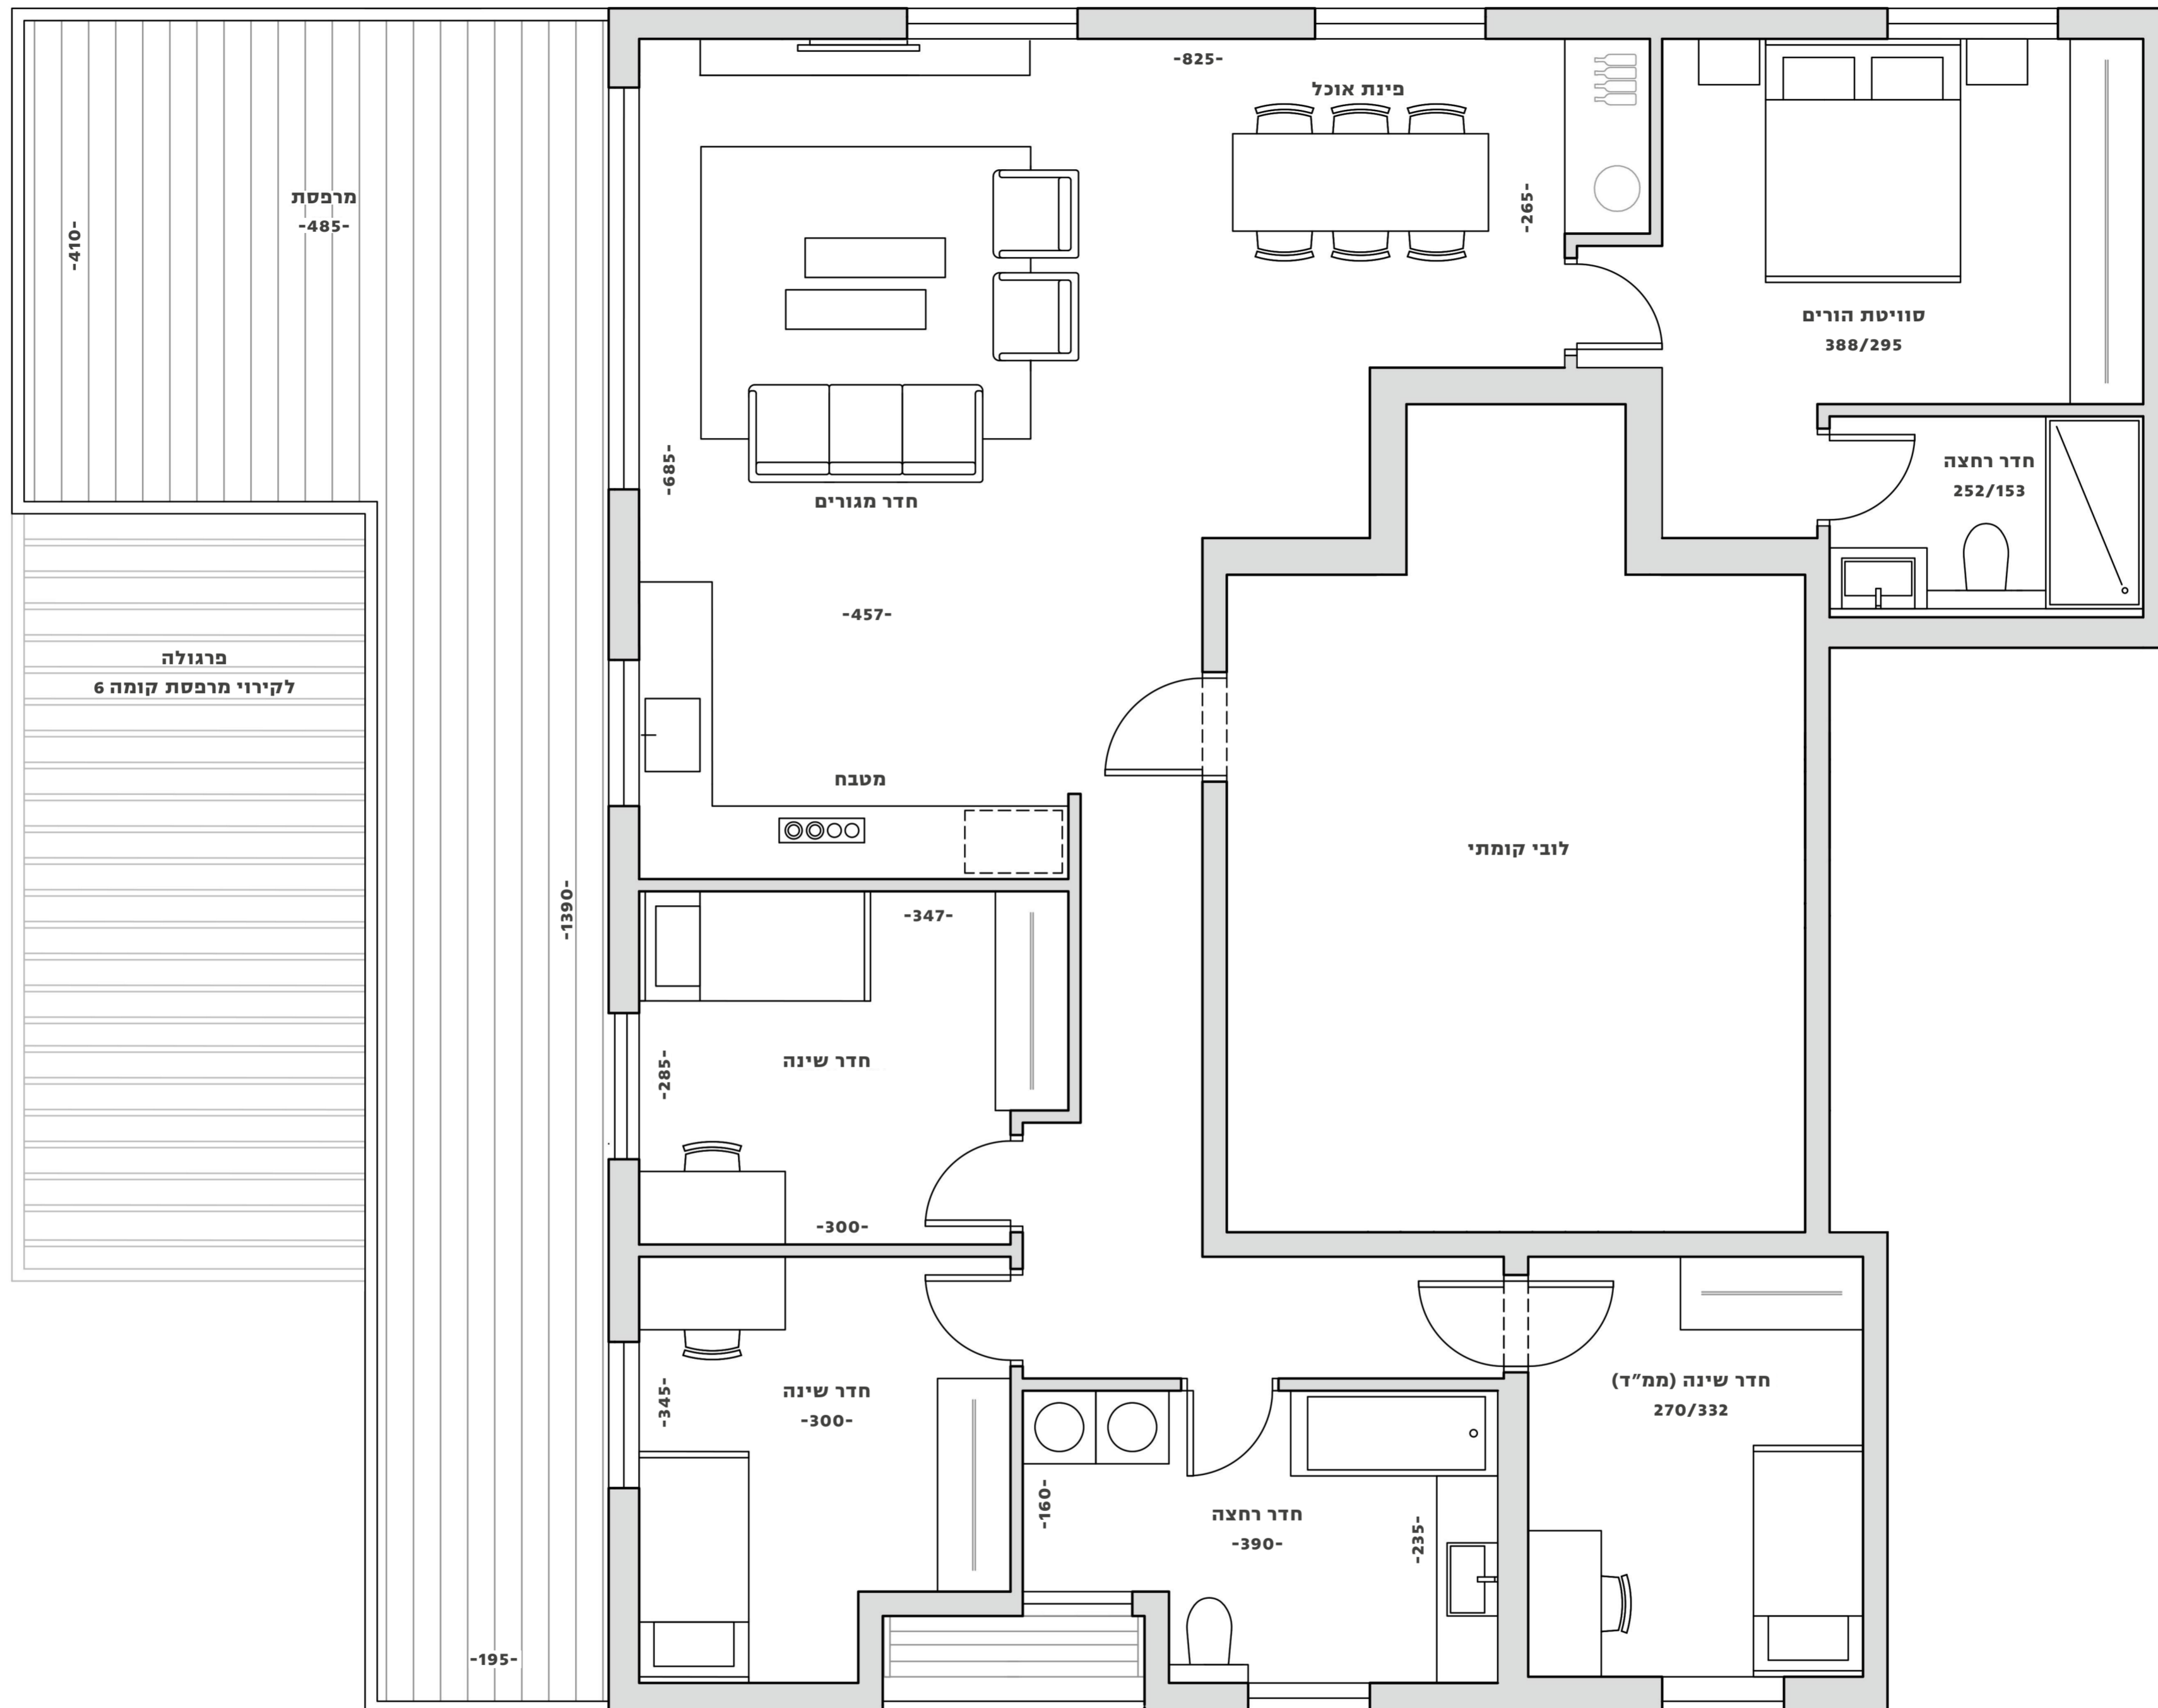 -825-
פינת אוכל
-265-
מרפסת
-485-
-410-
סוויטת הורים
388/295
חדר רחצה
252/153
-685-
חדר מגורים
-457-
פרגולה
לקירוי מרפסת קומה 6
מטבח
לובי קומתי
-1390-
-347-
חדר שינה
-285-
-300-
חדר שינה
-300-
-345-
חדר שינה (ממ״ד)
270/332
חדר רחצה
-390-
-160-
-235-
-195-